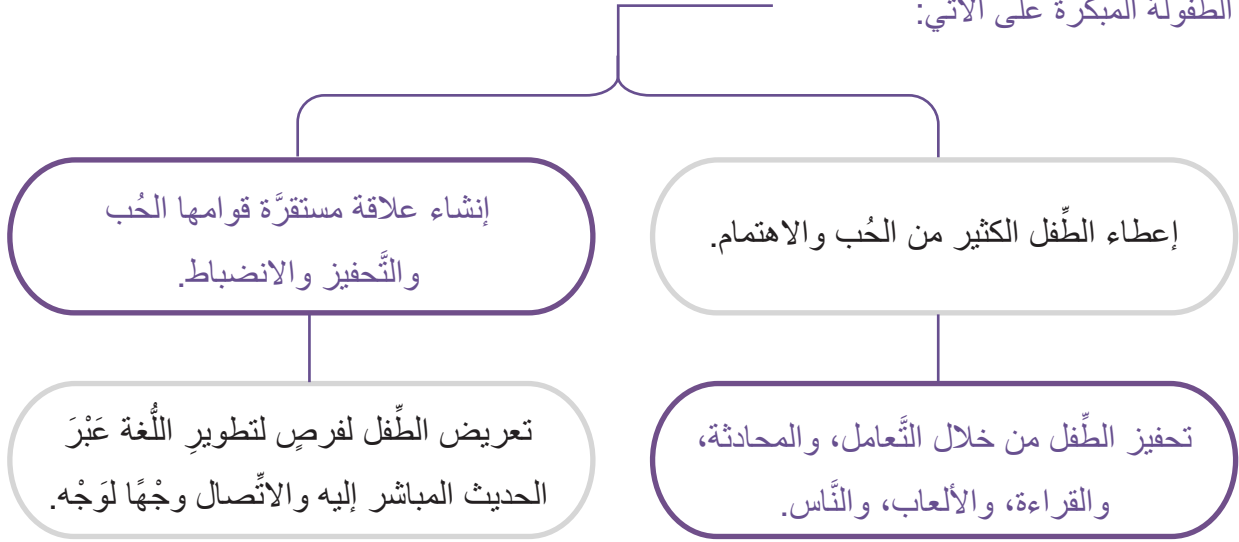 الطفولة المبكرة على الآتي:
إعطاء الطِّفل الكثير من الحُب والاهتمام.
إنشاء علاقة مستقرَّة قوامها الحُب
والتَّحفيز والانضباط.
تحفيز الطِّفل من خلال التَّعامل، والمحادثة،
والقراءة، والألعاب، والنَّاس.
تعريض الطِّفل لفرصٍ لتطويرِ اللُّغة عَبْرَ
الحديث المباشر إليه والاتِّصال وجْهًا لوَجْه.